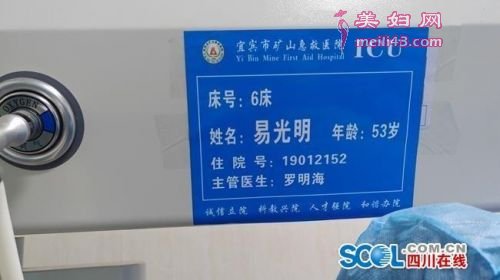 美妇网
meili43.com
宜宾市矿山急救医院 ICU
Yi Bin Mine First Aid Hospital
OXYGEN
床号：6床
姓名：易光明 年龄：53岁
住院号：19012152
主管医生：罗明海
诚信立院 科教兴院 人才强院 和谐办院
SCOL.COM.CN
四川在线